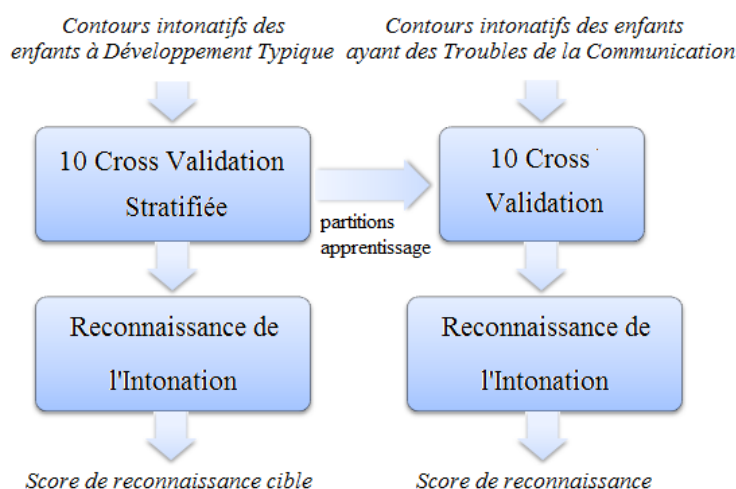 Contours intonatifs des
enfants à Développement Typique
Contours intonatifs des enfants
ayant des Troubles de la Communication
10 Cross Validation
Stratifiée
partitions
apprentissage
10 Cross
Validation
Reconnaissance de
l'Intonation
Reconnaissance de
l'Intonation
Score de reconnaissance cible
Score de reconnaissance